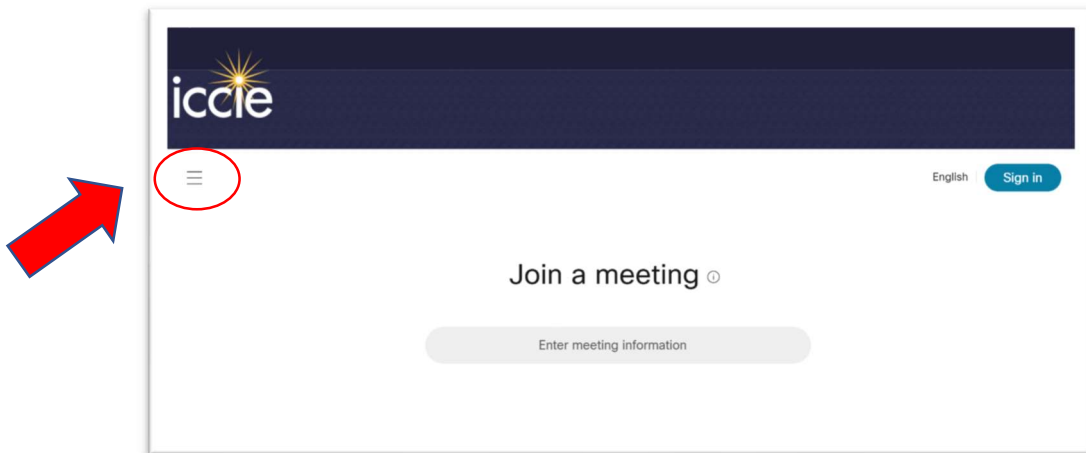 iccie
English
Sign in
Join a meeting
Enter meeting information